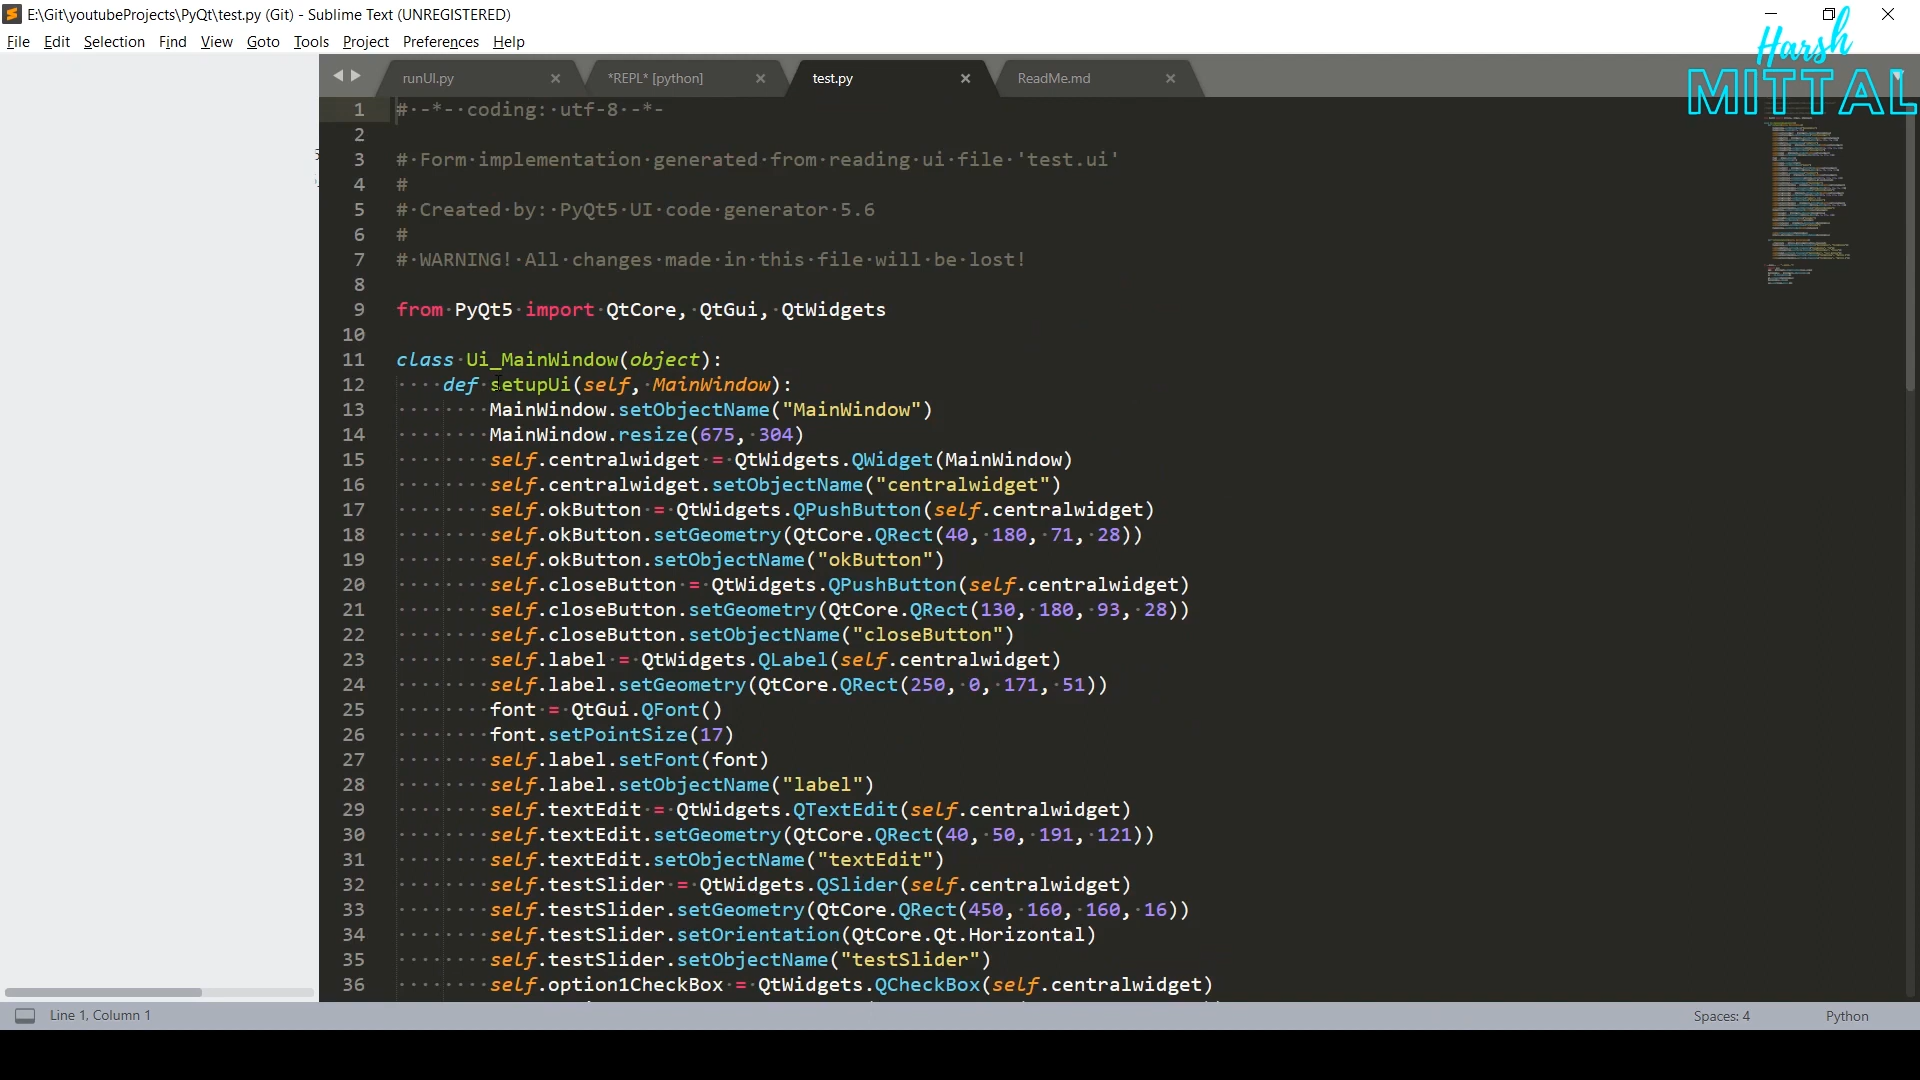 E:\Git\youtubeProjects\PyQt\test.py (Git) - Sublime Text (UNREGISTERED)
File Edit Selection Find View Goto Tools Project Preferences Help
Harsh
MITTAL
runUI.py *REPL* [python] test.py ReadMe.md
1 # -*- coding: utf-8 -*-
2
3 # Form implementation generated from reading ui file 'test.ui'
4 #
5 # Created by: PyQt5 UI code generator 5.6
6 #
7 # WARNING! All changes made in this file will be lost!
8
9 from PyQt5 import QtCore, QtGui, QtWidgets
10
11 class Ui_MainWindow(object):
12 def setupUi(self, MainWindow):
13 MainWindow.setObjectName("MainWindow")
14 MainWindow.resize(675, 304)
15 self.centralwidget = QtWidgets.QWidget(MainWindow)
16 self.centralwidget.setObjectName("centralwidget")
17 self.okButton = QtWidgets.QPushButton(self.centralwidget)
18 self.okButton.setGeometry(QtCore.QRect(40, 180, 71, 28))
19 self.okButton.setObjectName("okButton")
20 self.closeButton = QtWidgets.QPushButton(self.centralwidget)
21 self.closeButton.setGeometry(QtCore.QRect(130, 180, 93, 28))
22 self.closeButton.setObjectName("closeButton")
23 self.label = QtWidgets.QLabel(self.centralwidget)
24 self.label.setGeometry(QtCore.QRect(250, 0, 171, 51))
25 font = QtGui.QFont()
26 font.setPointSize(17)
27 self.label.setFont(font)
28 self.label.setObjectName("label")
29 self.textEdit = QtWidgets.QTextEdit(self.centralwidget)
30 self.textEdit.setGeometry(QtCore.QRect(40, 50, 191, 121))
31 self.textEdit.setObjectName("textEdit")
32 self.testSlider = QtWidgets.QSlider(self.centralwidget)
33 self.testSlider.setGeometry(QtCore.QRect(450, 160, 160, 16))
34 self.testSlider.setOrientation(QtCore.Qt.Horizontal)
35 self.testSlider.setObjectName("testSlider")
36 self.option1CheckBox = QtWidgets.QCheckBox(self.centralwidget)
Line 1, Column 1 Spaces: 4 Python